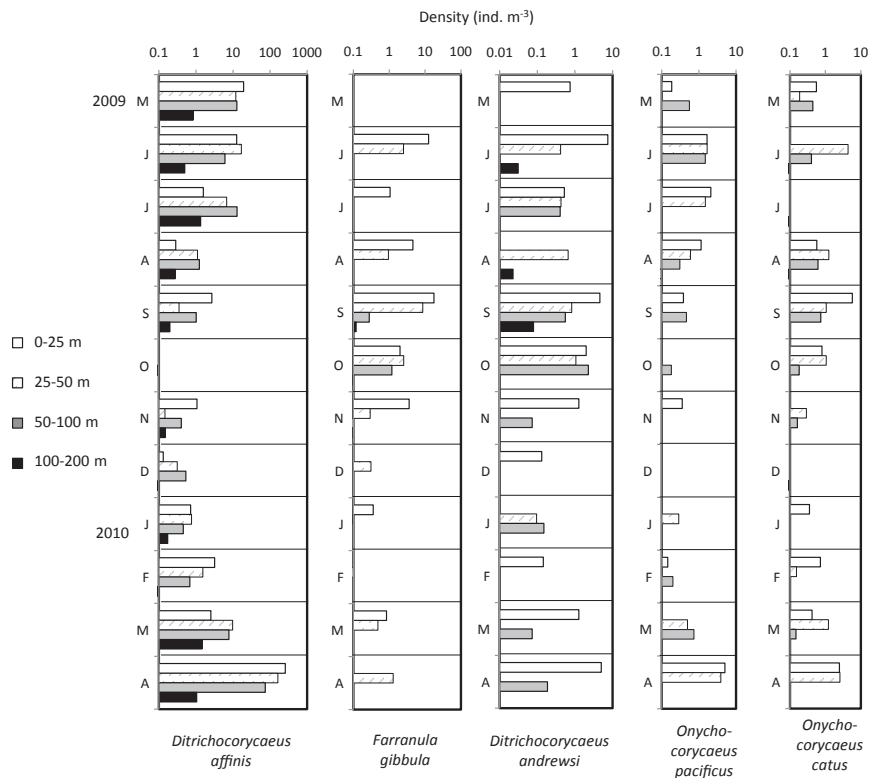 Density (ind. m-3)
0.1 1 10 100 1000
0.1 1 10 100
0.01 0.1 1 10
0.1 1 10
0.1 1 10
2009
M M M M M
J J J J J
J J J J J
A A A A A
S S S S S
0-25 m
25-50 m
50-100 m
100-200 m
O O O O O
N N N N N
D D D D D
2010
J J J J J
F F F F F
M M M M M
A A A A A
Ditrichocorycaeus
affinis
Farranula
gibbula
Ditrichocorycaeus
andrewsi
Onycho-
corycaeus
pacificus
Onycho-
corycaeus
catus